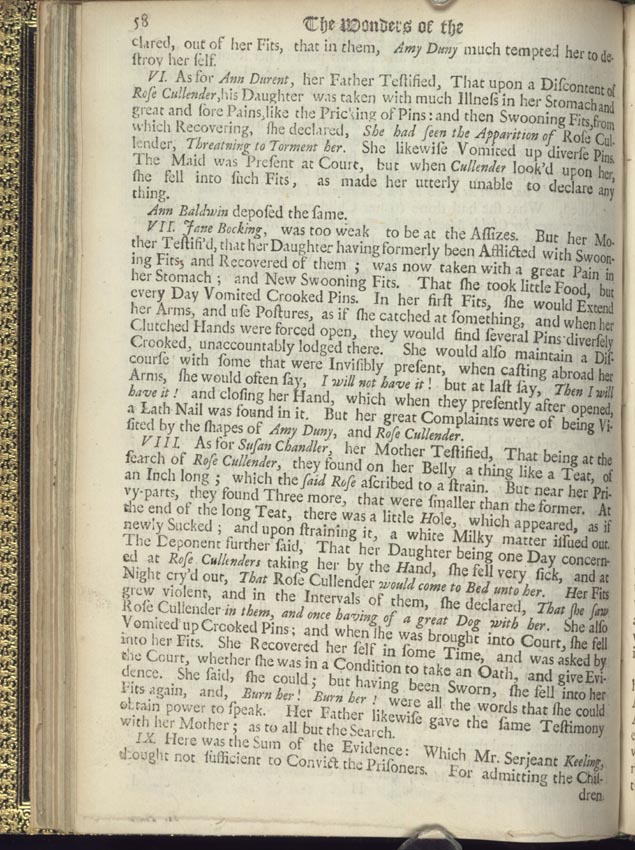 58 The Wonders of the
clared, out of her Fits, that in them, Amy Duny much tempted her to de-
ſtroy her ſelf.
VI. As for Ann Durent, her Father Teſtified, That upon a Diſcontent of
Roſe Cullender, his Daughter was taken with much Illneſs in her Stomach and
great and ſore Pains, like the Pricking of Pins: and then Swooning Fits, from
which Recovering, ſhe declared, She had ſeen the Apparition of Roſe Cul-
lender, Threatning to Torment her. She likewiſe Vomited up diverſe Pins.
The Maid was Preſent at Court, but when Cullender look'd upon her,
ſhe fell into ſuch Fits, as made her utterly unable to declare any
thing.
Ann Baldwin depoſed the ſame.
VII. Jane Bocking, was too weak to be at the Aſſizes. But her Mo-
ther Teſtifi'd, that her Daughter having formerly been Afflicted with Swoon-
ing Fits, and Recovered of them; was now taken with a great Pain in
her Stomach; and New Swooning Fits. That ſhe took little Food, but
every Day Vomited Crooked Pins. In her firſt Fits, ſhe would Extend
her Arms, and uſe Poſtures, as if ſhe catched at ſomething, and when her
Clutched Hands were forced open, they would find ſeveral Pins diverſely
Crooked, unaccountably lodged there. She would alſo maintain a Diſ-
courſe with ſome that were Inviſibly preſent, when caſting abroad her
Arms, ſhe would often ſay, I will not have it! but at laſt ſay, Then I will
have it! and cloſing her Hand, which when they preſently after opened,
a Lath Nail was found in it. But her great Complaints were of being Vi-
ſited by the ſhapes of Amy Duny, and Roſe Cullender.
VIII. As for Suſan Chandler, her Mother Teſtified, That being at the
ſearch of Roſe Cullender, they found on her Belly a thing like a Teat, of
an Inch long; which the ſaid Roſe aſcribed to a ſtrain. But near her Pri-
vy-parts, they found Three more, that were ſmaller than the former. At
the end of the long Teat, there was a little Hole, which appeared, as if
newly Sucked; and upon ſtraining it, a white Milky matter iſſued out.
The Deponent further ſaid, That her Daughter being one Day concern-
ed at Roſe Cullenders taking her by the Hand, ſhe fell very ſick, and at
Night cry'd out, That Roſe Cullender would come to Bed unto her. Her Fits
grew violent, and in the Intervals of them, ſhe declared, That ſhe ſaw
Roſe Cullender in them, and once having of a great Dog with her. She alſo
Vomited up Crooked Pins; and when ſhe was brought into Court, ſhe fell
into her Fits. She Recovered her ſelf in ſome Time, and was asked by
the Court, whether ſhe was in a Condition to take an Oath, and give Evi-
dence. She ſaid, ſhe could; but having been Sworn, ſhe fell into her
Fits again, and, Burn her! Burn her! were all the words that ſhe could
obtain power to ſpeak. Her Father likewiſe gave the ſame Teſtimony
with her Mother; as to all but the Search.
IX. Here was the Sum of the Evidence: Which Mr. Serjeant Keeling,
thought not ſufficient to Convict the Priſoners. For admitting the Chil-
dren